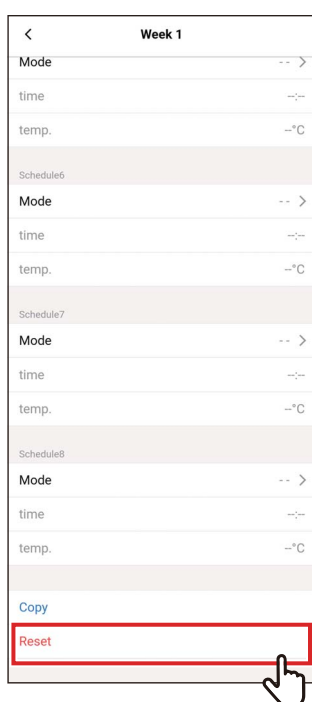 Week 1
Mode -- >
time --:--
temp. --°C
Schedule6
Mode -- >
time --:--
temp. --°C
Schedule7
Mode -- >
time --:--
temp. --°C
Schedule8
Mode -- >
time --:--
temp. --°C
Copy
Reset